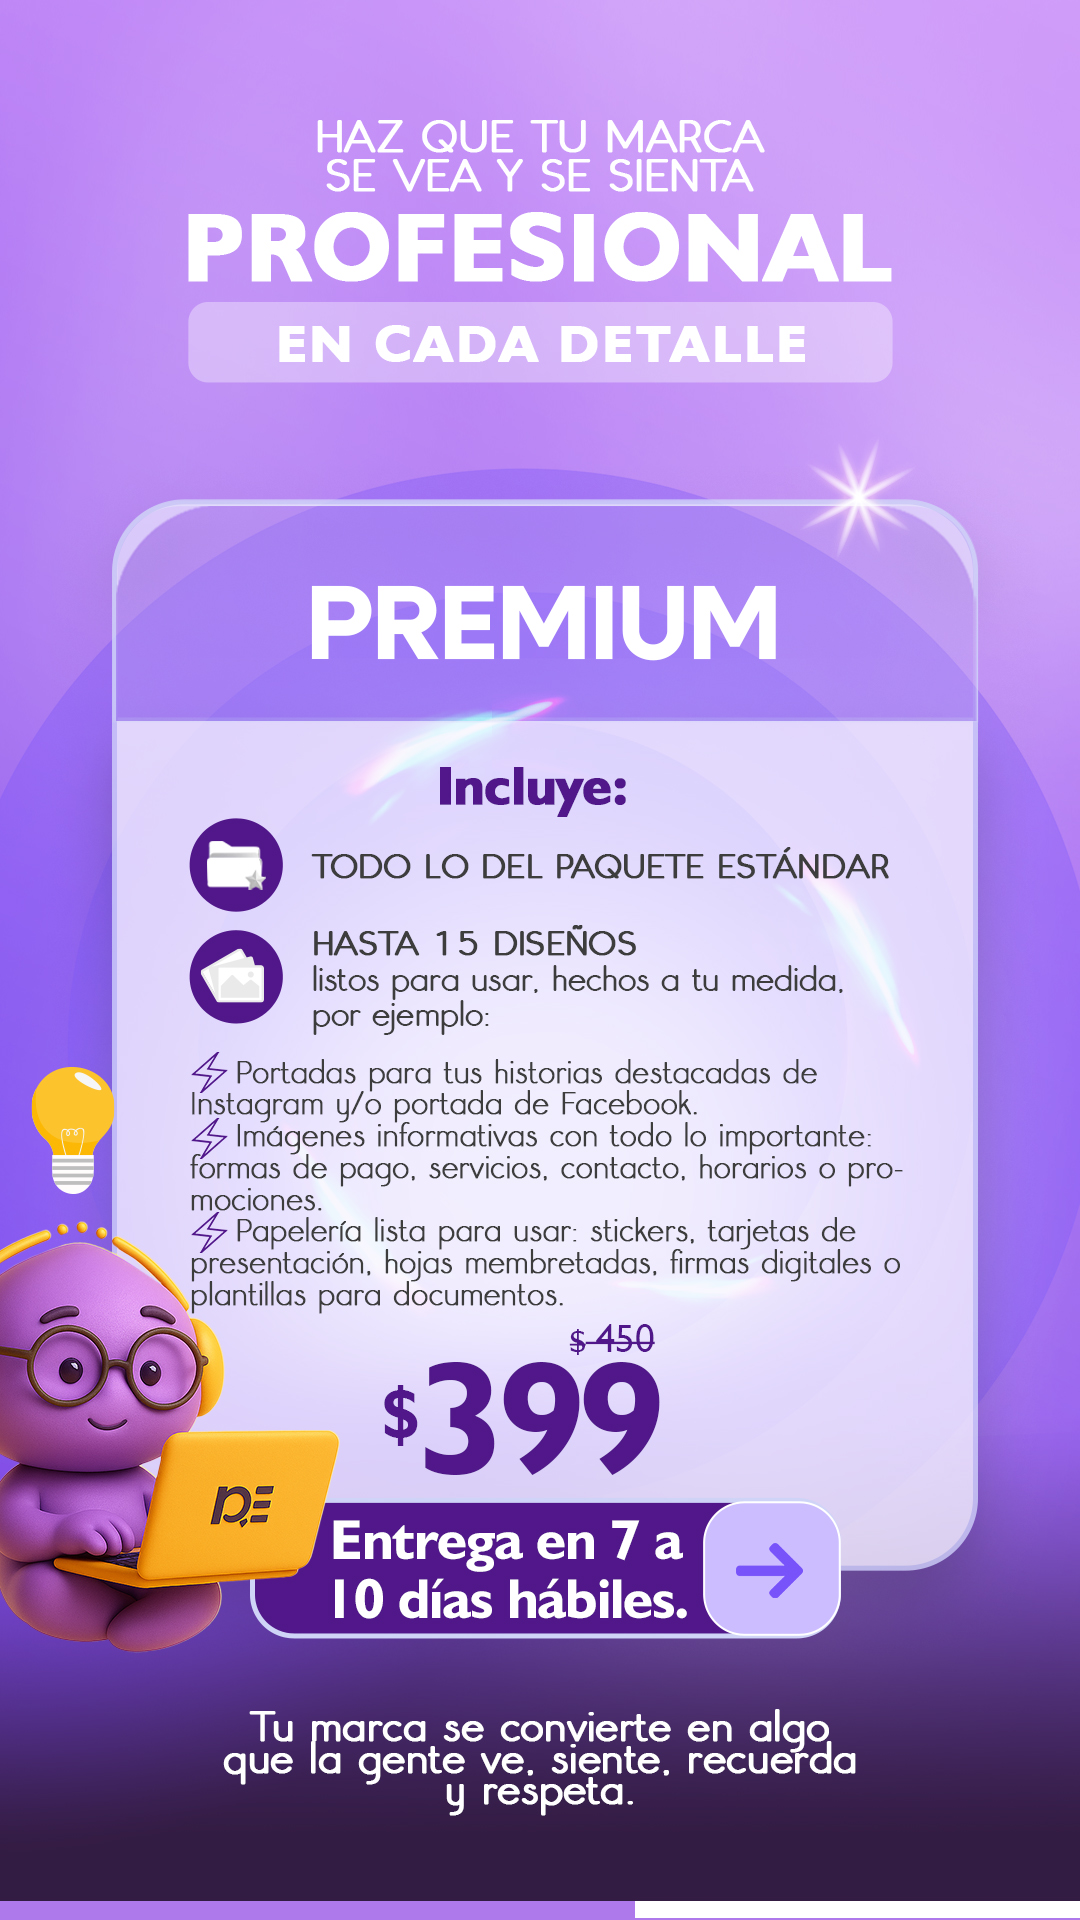 HAZ QUE TU MARCA
SE VEA Y SE SIENTA
PROFESIONAL
EN CADA DETALLE
PREMIUM
Incluye:
TODO LO DEL PAQUETE ESTÁNDAR
HASTA 15 DISEÑOS
listos para usar, hechos a tu medida,
por ejemplo:
Portadas para tus historias destacadas de
Instagram y/o portada de Facebook.
Imágenes informativas con todo lo importante:
formas de pago, servicios, contacto, horarios o pro-
mociones.
Papelería lista para usar: stickers, tarjetas de
presentación, hojas membretadas, firmas digitales o
plantillas para documentos.
$ 450
$399
Entrega en 7 a
10 días hábiles.
Tu marca se convierte en algo
que la gente ve, siente, recuerda
y respeta.